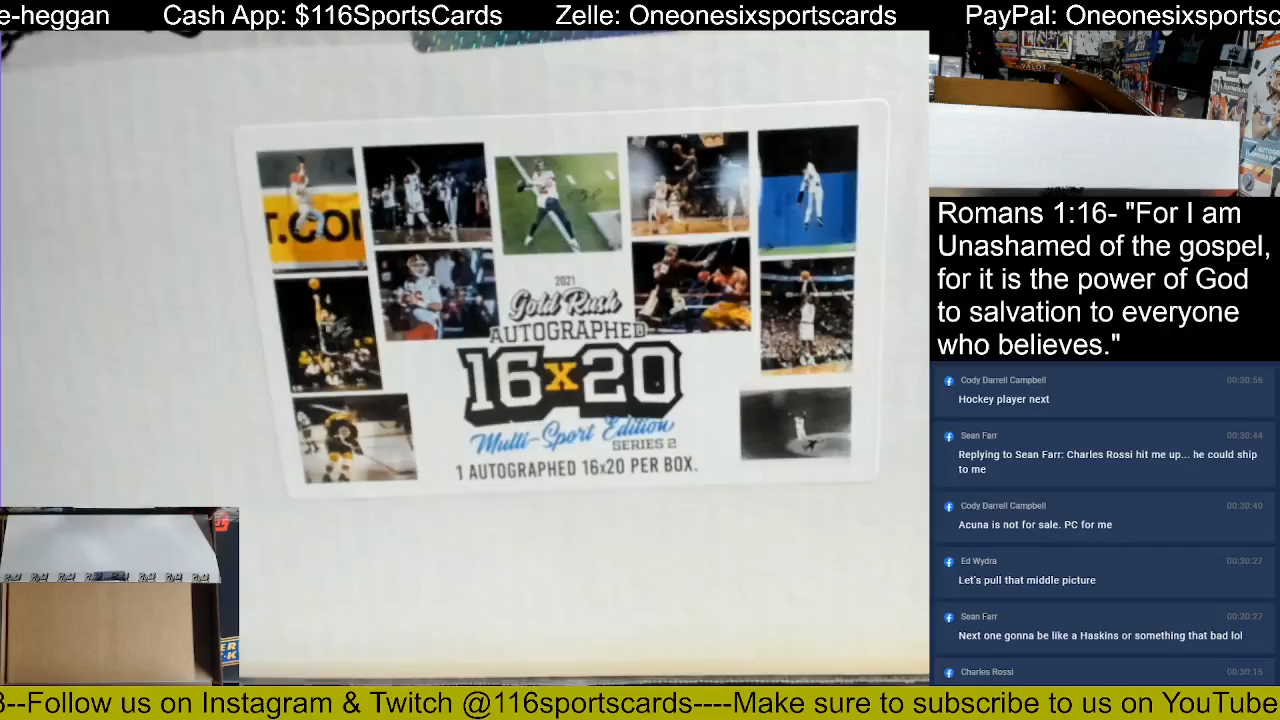 e-heggan Cash App: $116SportsCards Zelle: Oneonesixsportscards PayPal: Oneonesixsportsc
T.COM
2021
Gold Rush
AUTOGRAPHED
16x20
Multi-Sport Edition
SERIES 2
1 AUTOGRAPHED 16x20 PER BOX.
Romans 1:16- "For I am
Unashamed of the gospel,
for it is the power of God
to salvation to everyone
who believes."
Cody Darrell Campbell 00:30:56
Hockey player next
Sean Farr 00:30:44
Replying to Sean Farr: Charles Rossi hit me up... he could ship
to me
Cody Darrell Campbell 00:30:40
Acuna is not for sale. PC for me
Ed Wydra 00:30:27
Let's pull that middle picture
Sean Farr 00:30:27
Next one gonna be like a Haskins or something that bad lol
Charles Rossi 00:30:15
3--Follow us on Instagram & Twitch @116sportscards----Make sure to subscribe to us on YouTube